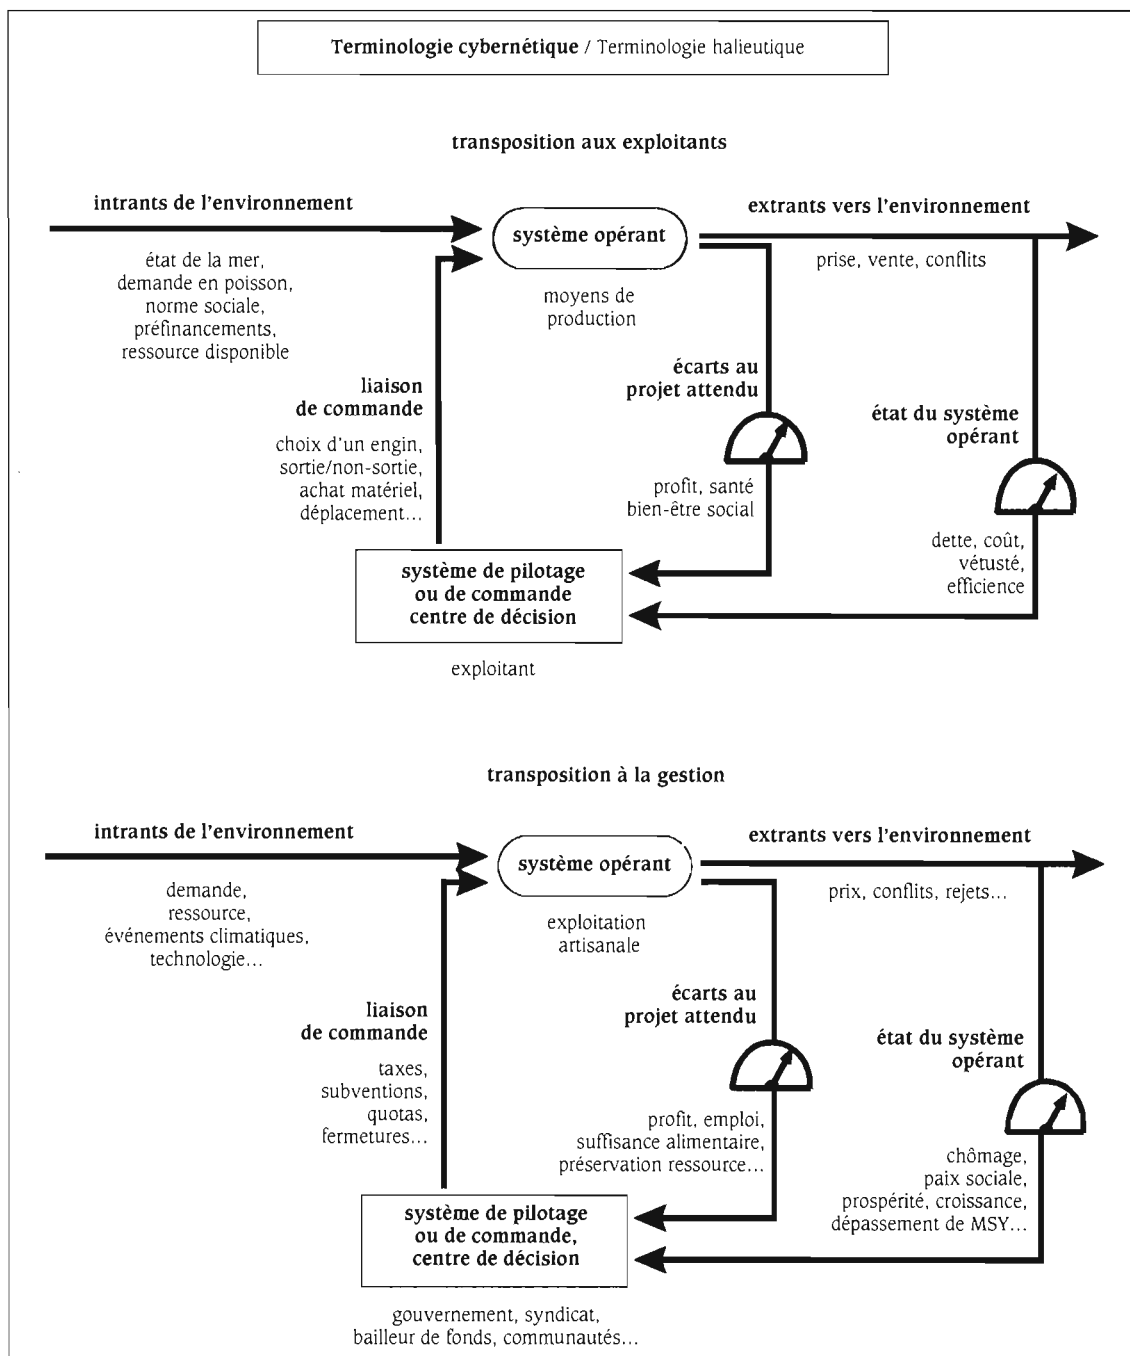 Terminologie cybernétique / Terminologie halieutique
transposition aux exploitants
intrants de l'environnement
système opérant
extrants vers l'environnement
état de la mer,
demande en poisson,
norme sociale,
préfinancements,
ressource disponible
moyens de
production
prise, vente, conflits
liaison
de commande
choix d'un engin,
sortie/non-sortie,
achat matériel,
déplacement...
écarts au
projet attendu
profit, santé
bien-être social
état du système
opérant
dette, coût,
vétusté,
efficience
système de pilotage
ou de commande
centre de décision
exploitant
transposition à la gestion
intrants de l'environnement
système opérant
extrants vers l'environnement
demande,
ressource,
événements climatiques,
technologie...
exploitation
artisanale
prix, conflits, rejets...
liaison
de commande
taxes,
subventions,
quotas,
fermetures...
écarts au
projet attendu
profit, emploi,
suffisance alimentaire,
préservation ressource...
état du système
opérant
chômage,
paix sociale,
prospérité, croissance,
dépassement de MSY...
système de pilotage
ou de commande,
centre de décision
gouvernement, syndicat,
bailleur de fonds, communautés...